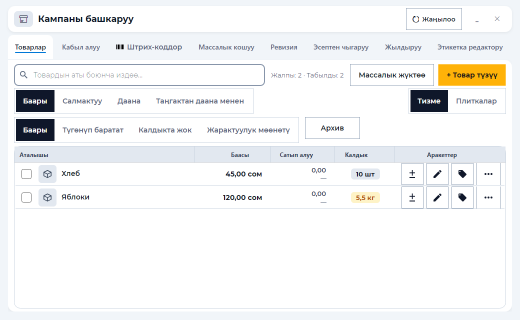 Кампаны башкаруу
Жаңылоо
Товарлар Кабыл алуу Штрих-коддор Массалык кошуу Ревизия Эсептен чыгаруу Жылдыруу Этикетка редактору
Товардын аты боюнча издөө... Жалпы: 2 · Табылды: 2 Массалык жүктөө + Товар түзүү
Баары Салмактуу Даана Таңгактан даана менен Тизме Плиткалар
Баары Түгөнүп баратат Калдыкта жок Жарактуулук мөөнөтү Архив
Аталышы Баасы Сатып алуу Калдык Аракеттер
Хлеб 45,00 сом 0,00 — 10 шт
Яблоки 120,00 сом 0,00 — 5,5 кг